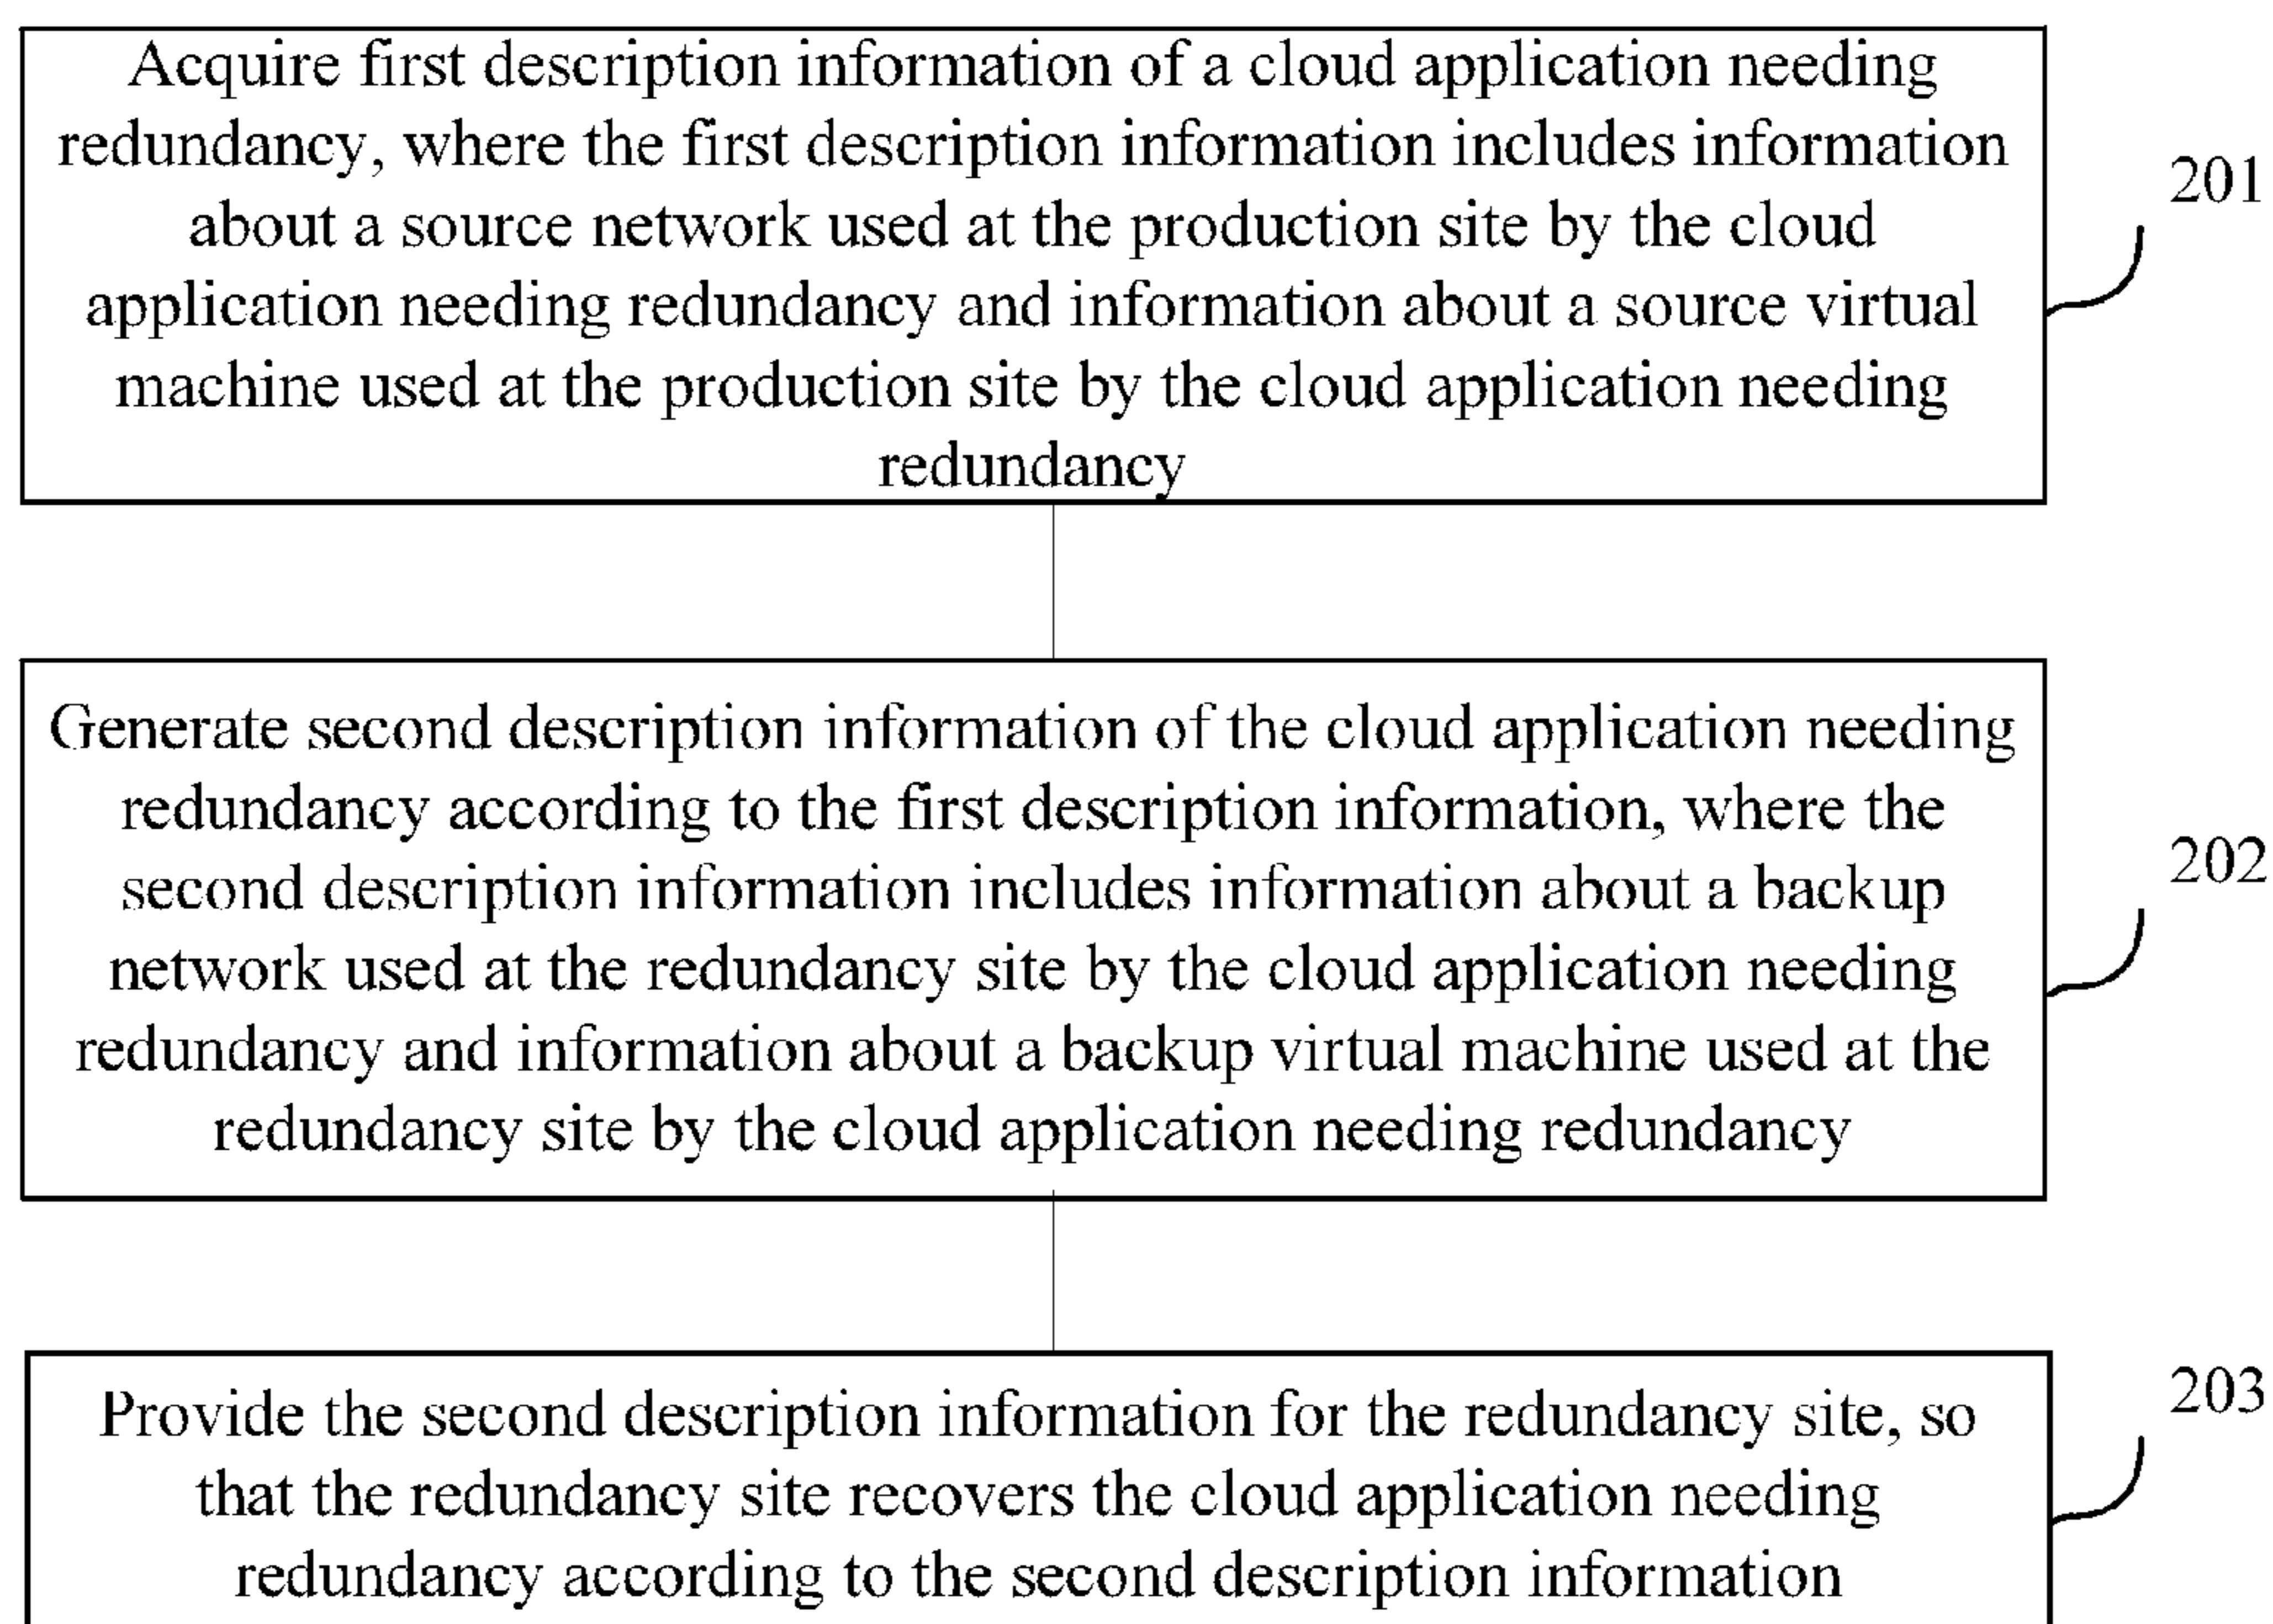 Acquire first description information of a cloud application needing
redundancy, where the first description information includes information
about a source network used at the production site by the cloud
application needing redundancy and information about a source virtual
machine used at the production site by the cloud application needing
redundancy
201
Generate second description information of the cloud application needing
redundancy according to the first description information, where the
second description information includes information about a backup
network used at the redundancy site by the cloud application needing
redundancy and information about a backup virtual machine used at the
redundancy site by the cloud application needing redundancy
202
Provide the second description information for the redundancy site, so
that the redundancy site recovers the cloud application needing
redundancy according to the second description information
203